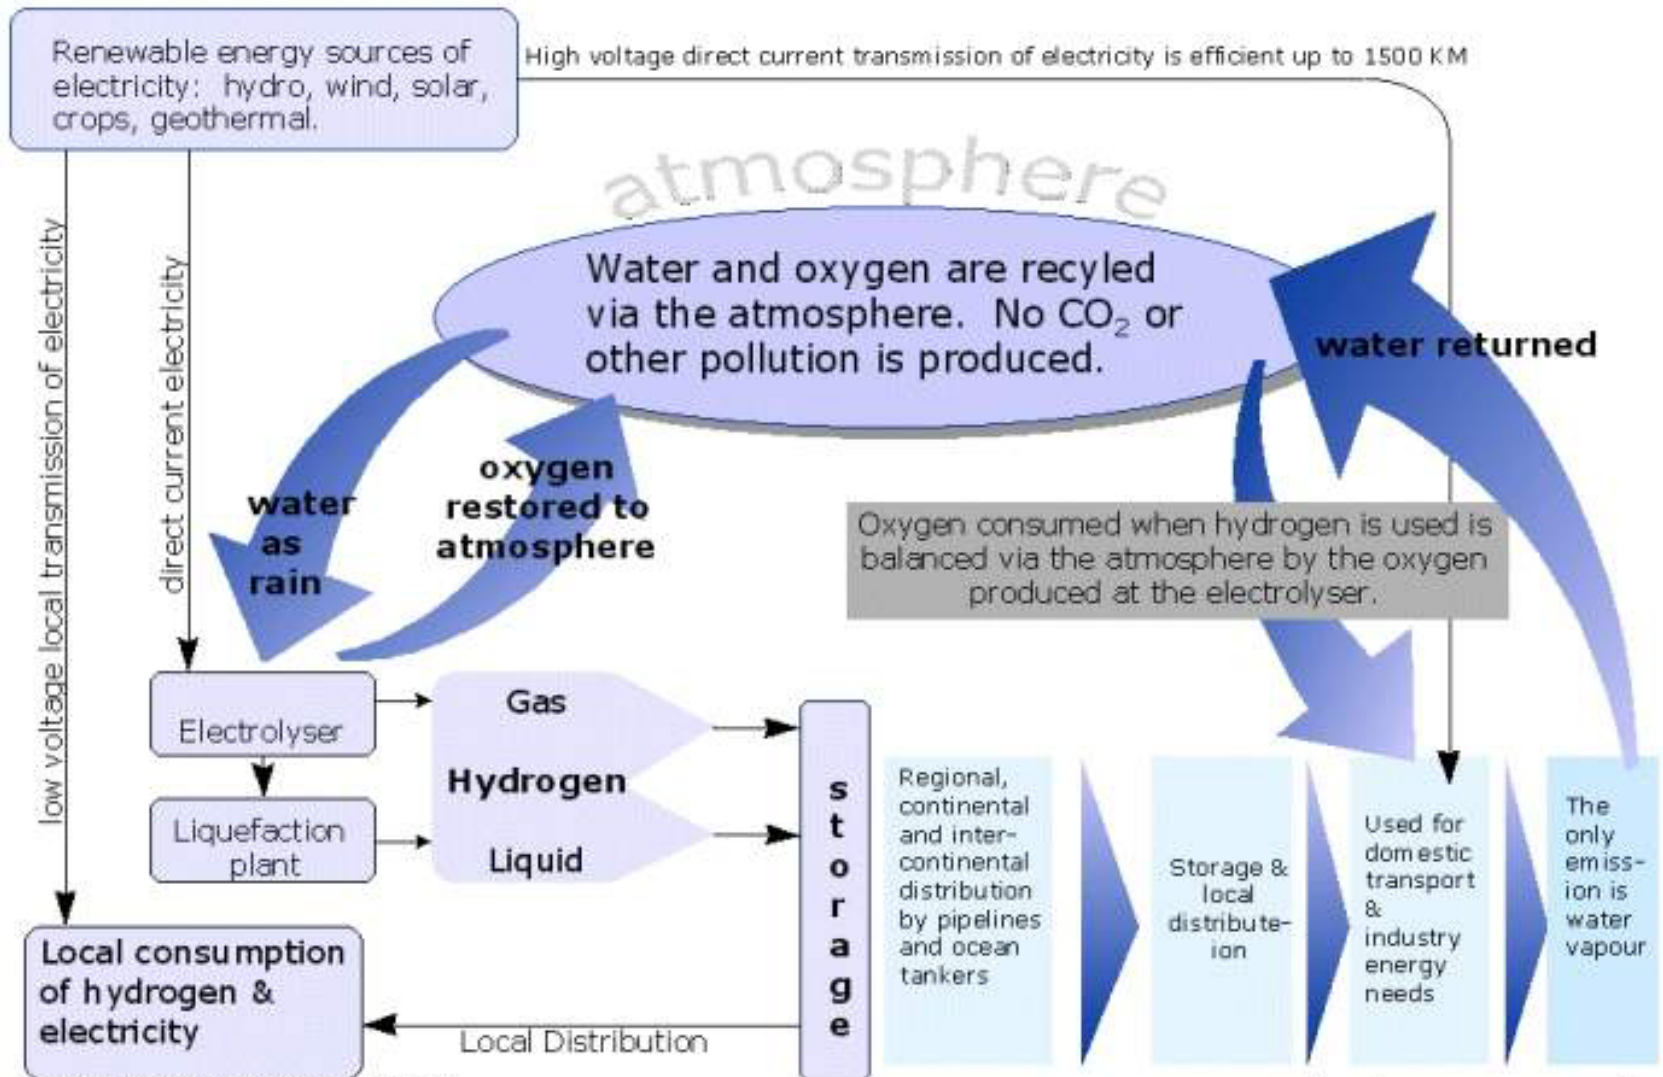 Renewable energy sources of
electricity: hydro, wind, solar,
crops, geothermal.
High voltage direct current transmission of electricity is efficient up to 1500 KM
atmosphere
Water and oxygen are recyled
via the atmosphere. No CO₂ or
other pollution is produced.
water returned
low voltage local transmission of electricity
direct current electricity
water
as
rain
oxygen
restored to
atmosphere
Oxygen consumed when hydrogen is used is
balanced via the atmosphere by the oxygen
produced at the electrolyser.
Electrolyser
Liquefaction
plant
Gas
Hydrogen
Liquid
storage
Regional,
continental
and inter-
continental
distribution
by pipelines
and ocean
tankers
Storage &
local
distribute-
ion
Used for
domestic
transport
&
industry
energy
needs
The
only
emiss-
ion is
water
vapour
Local consumption
of hydrogen &
electricity
Local Distribution